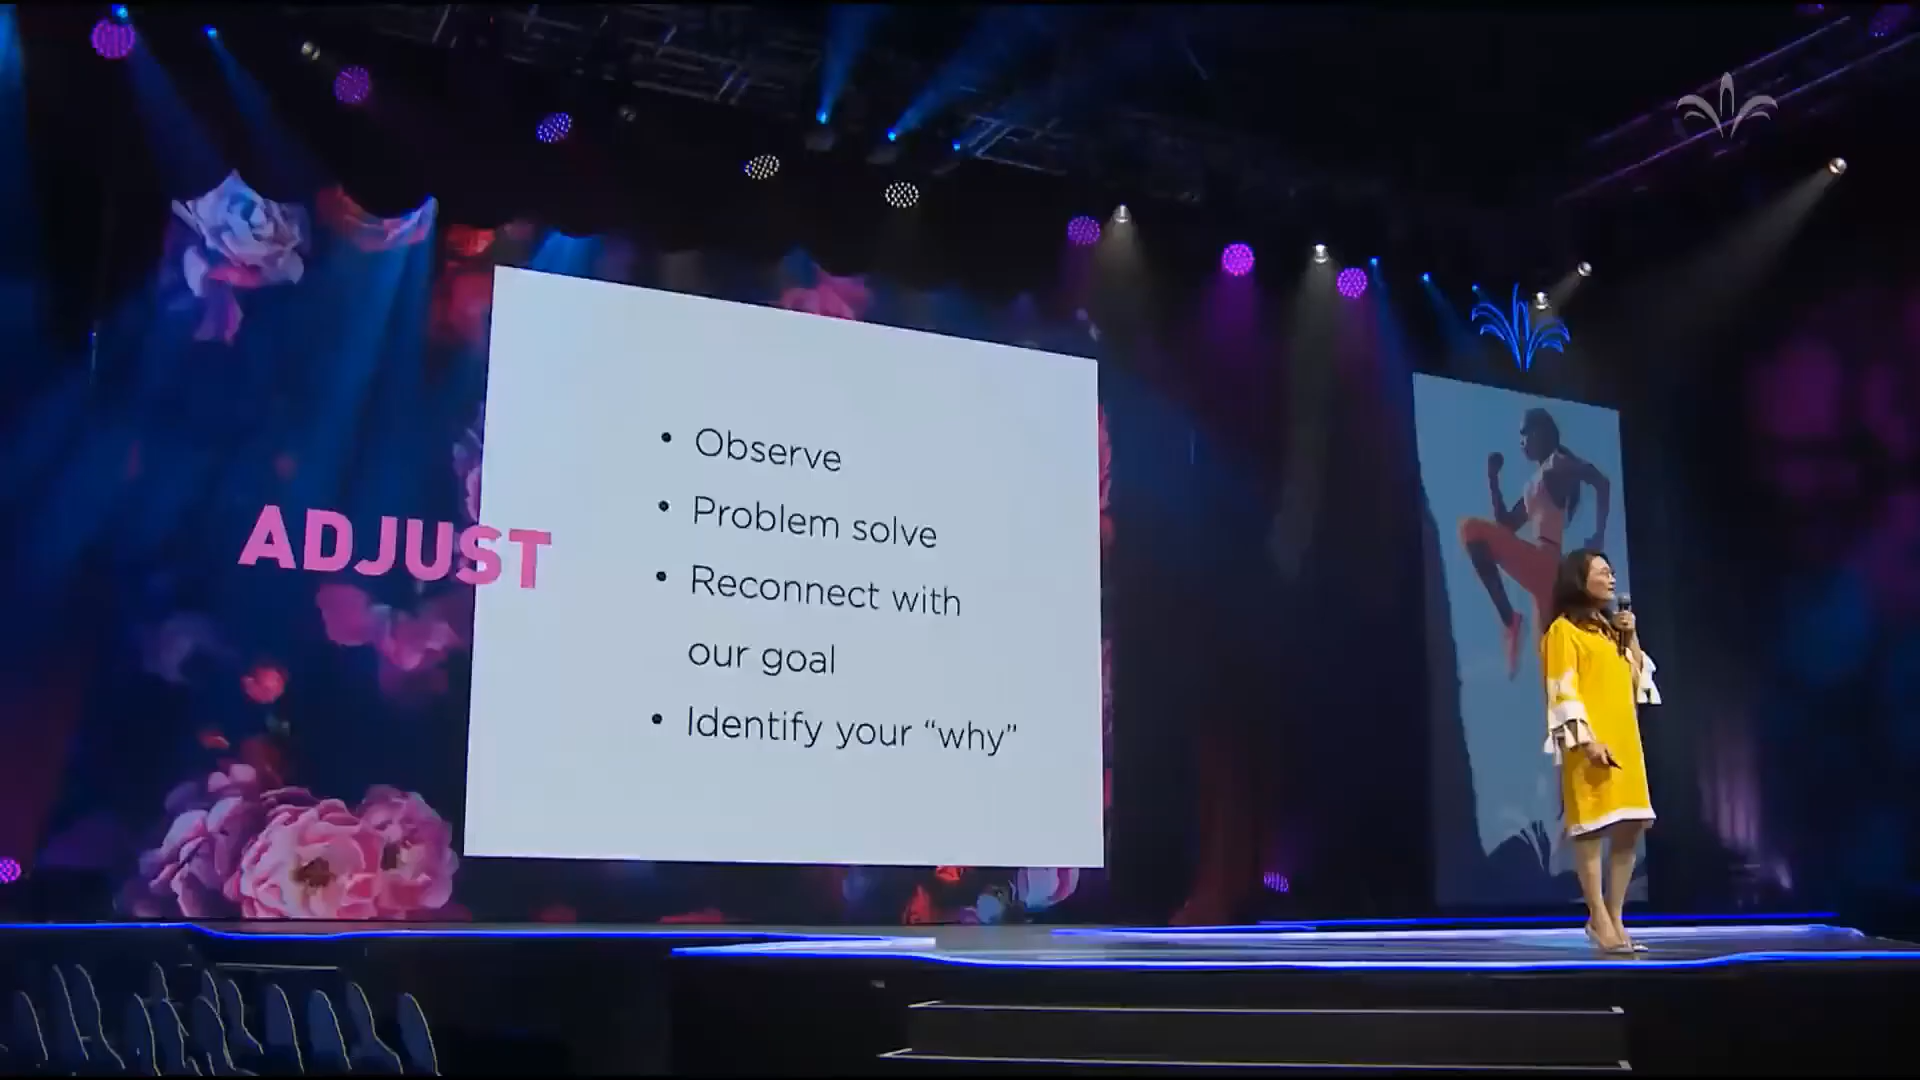 ADJUST
• Observe
• Problem solve
• Reconnect with
our goal
• Identify your “why”